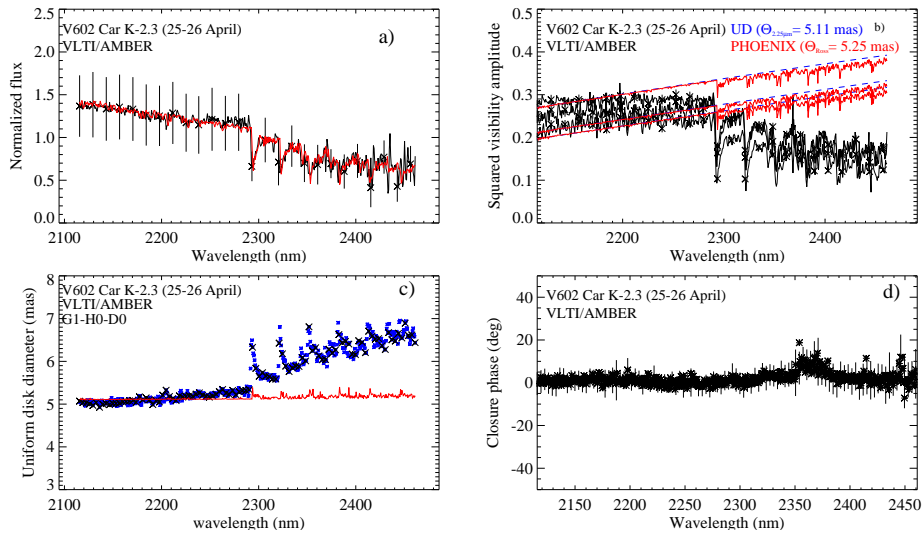 V602 Car K-2.3 (25-26 April)
VLTI/AMBER
a)
Normalized flux
2.5
2.0
1.5
1.0
0.5
0.0
2100 2200 2300 2400
Wavelength (nm)
V602 Car K-2.3 (25-26 April)
VLTI/AMBER
UD (Θ2.25μm= 5.11 mas)
b)
PHOENIX (ΘRoss= 5.25 mas)
Squared visibility amplitude
0.5
0.4
0.3
0.2
0.1
2200 2300 2400
Wavelength (nm)
V602 Car K-2.3 (25-26 April)
VLTI/AMBER
G1-H0-D0
c)
Uniform disk diameter (mas)
8
7
6
5
4
3
2100 2200 2300 2400
wavelength (nm)
V602 Car K-2.3 (25-26 April)
VLTI/AMBER
d)
Closure phase (deg)
40
20
0
-20
-40
2150 2200 2250 2300 2350 2400 2450
Wavelength (nm)